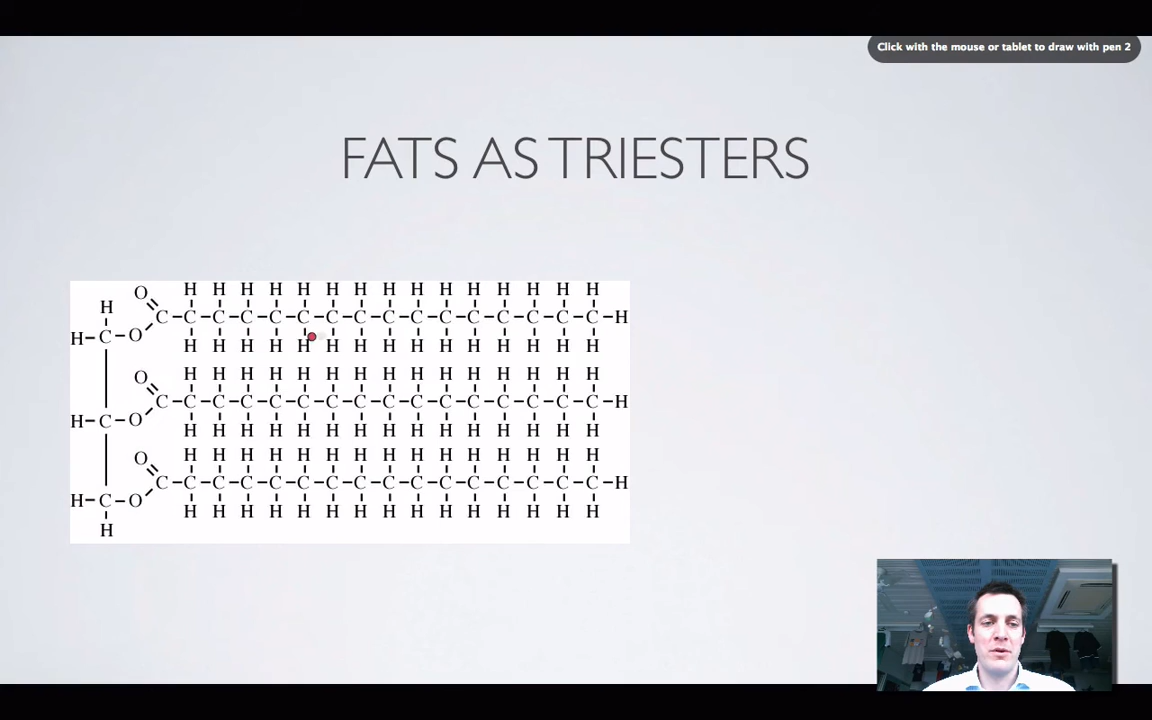 Click with the mouse or tablet to draw with pen 2
FATS AS TRIESTERS
O H H H H H H H H H H H H H H H
H
C–C–C–C–C–C–C–C–C–C–C–C–C–C–C–C–H
H–C–O
H H H H H H H H H H H H H H H
O H H H H H H H H H H H H H H H
C–C–C–C–C–C–C–C–C–C–C–C–C–C–C–C–H
H–C–O
H H H H H H H H H H H H H H H
O H H H H H H H H H H H H H H H
C–C–C–C–C–C–C–C–C–C–C–C–C–C–C–C–H
H–C–O
H H H H H H H H H H H H H H H
H